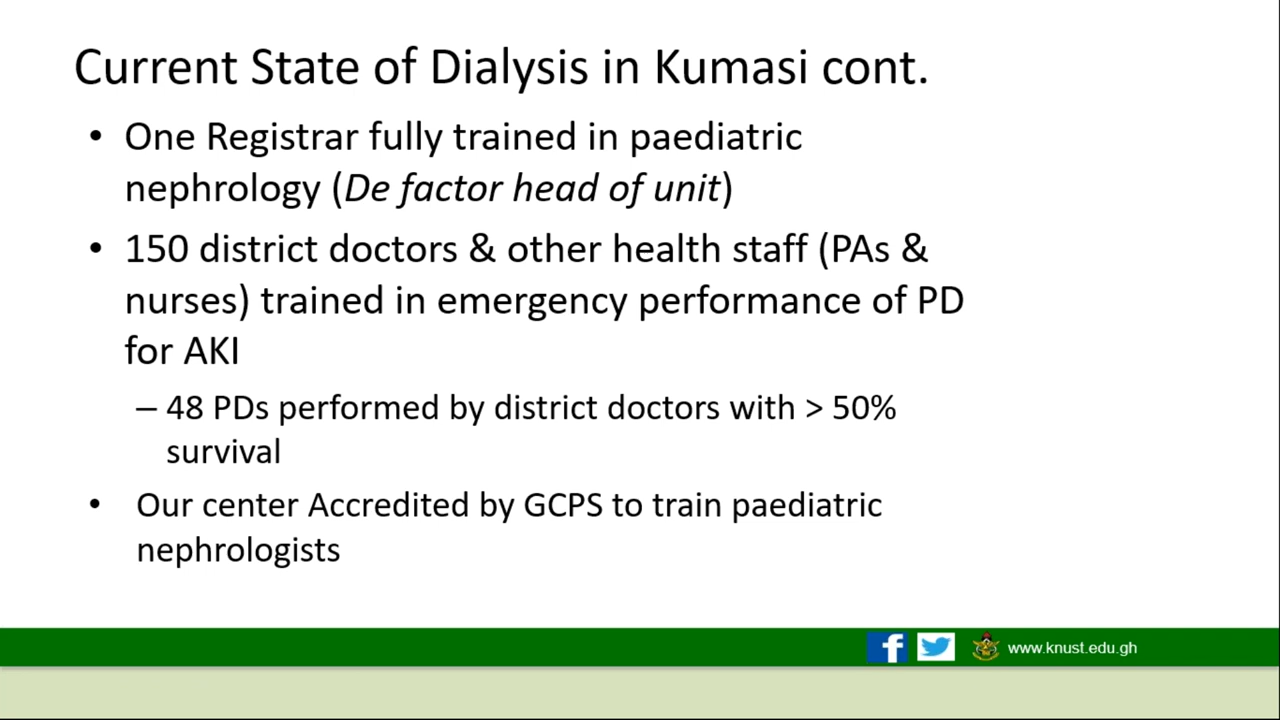 Current State of Dialysis in Kumasi cont.
• One Registrar fully trained in paediatric
nephrology (De factor head of unit)
• 150 district doctors & other health staff (PAs &
nurses) trained in emergency performance of PD
for AKI
– 48 PDs performed by district doctors with > 50%
survival
• Our center Accredited by GCPS to train paediatric
nephrologists
www.knust.edu.gh